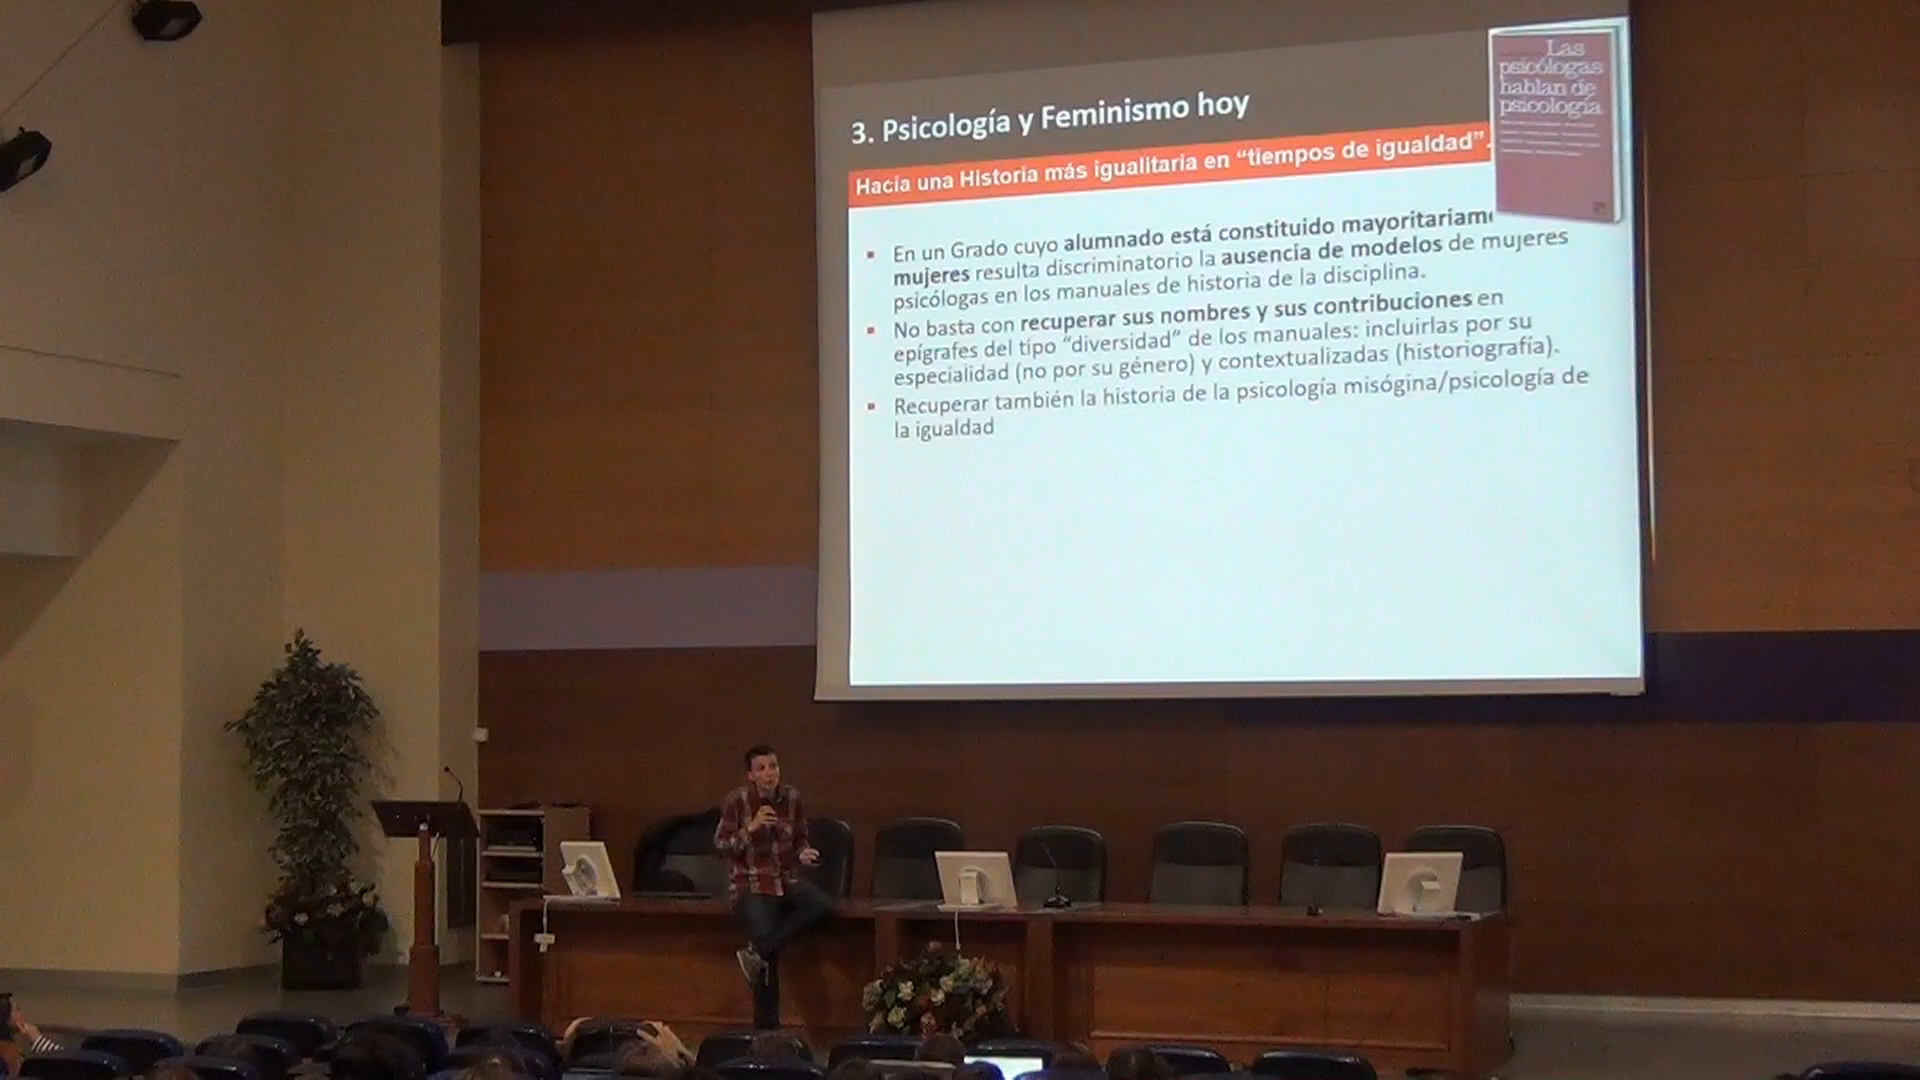 3. Psicología y Feminismo hoy
Hacia una Historia más igualitaria en “tiempos de igualdad”.
Las
psicólogas
hablan de
psicología
En un Grado cuyo alumnado está constituido mayoritariame
mujeres resulta discriminatorio la ausencia de modelos de mujeres
psicólogas en los manuales de historia de la disciplina.
No basta con recuperar sus nombres y sus contribuciones en
epígrafes del tipo “diversidad” de los manuales: incluirlas por su
especialidad (no por su género) y contextualizadas (historiografía).
Recuperar también la historia de la psicología misógina/psicología de
la igualdad